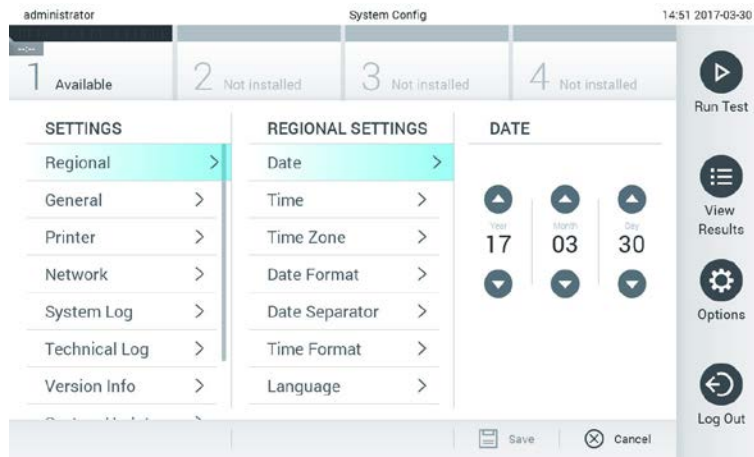 administrator System Config 14:51 2017-03-30
--:--
1 Available 2 Not installed 3 Not installed 4 Not installed
Run Test
SETTINGS REGIONAL SETTINGS DATE
Regional Date
General Time
Printer Time Zone
Network Date Format
System Log Date Separator
Technical Log Time Format
Version Info Language
Year Month Day
17 03 30
View
Results
Options
Log Out
Save Cancel